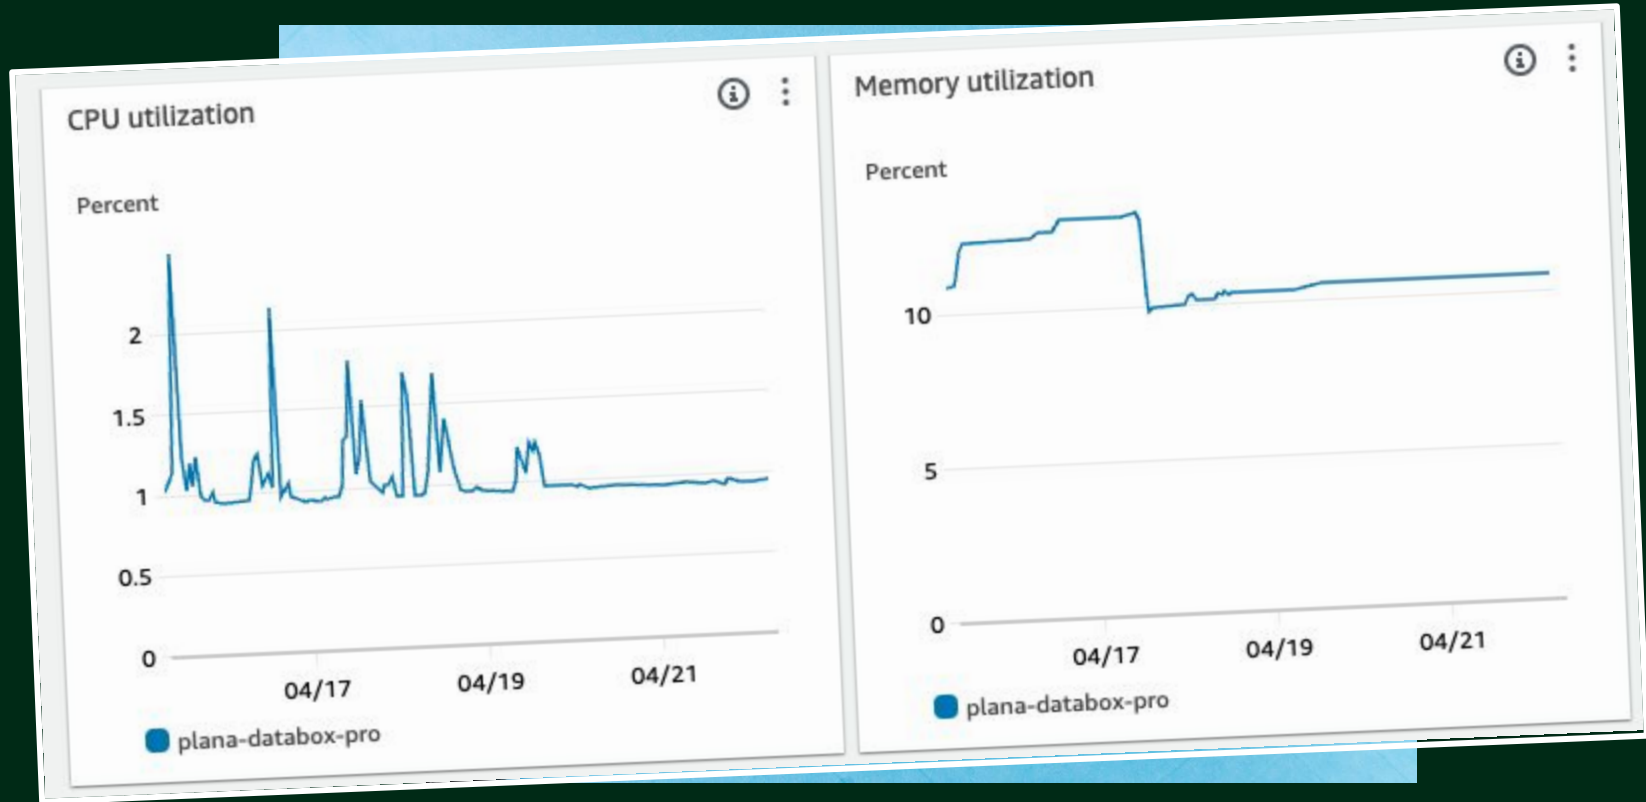 CPU utilization
Percent
2
1.5
1
0.5
0
04/17 04/19 04/21
plana-databox-pro
Memory utilization
Percent
10
5
0
04/17 04/19 04/21
plana-databox-pro